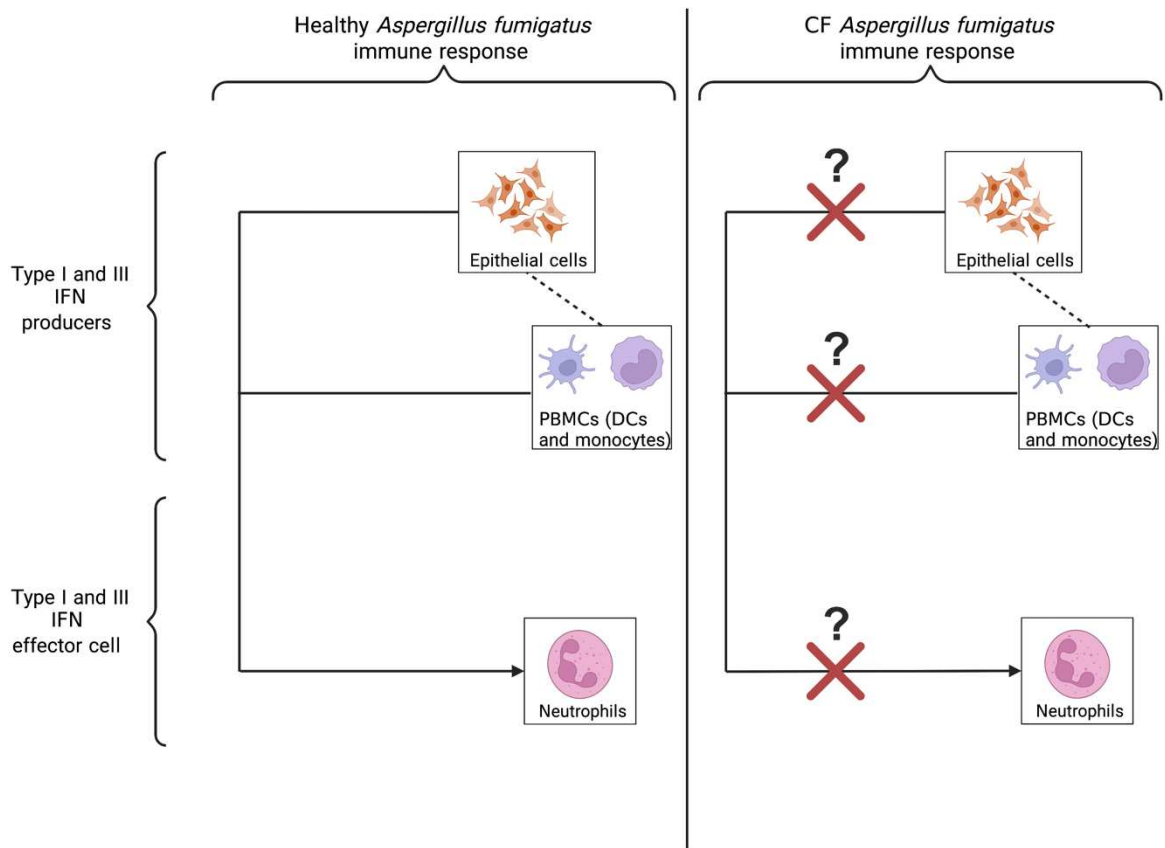 Healthy Aspergillus fumigatus
immune response
CF Aspergillus fumigatus
immune response
Type I and III
IFN
producers
Epithelial cells
PBMCs (DCs
and monocytes)
?
Epithelial cells
?
PBMCs (DCs
and monocytes)
Type I and III
IFN
effector cell
Neutrophils
?
Neutrophils